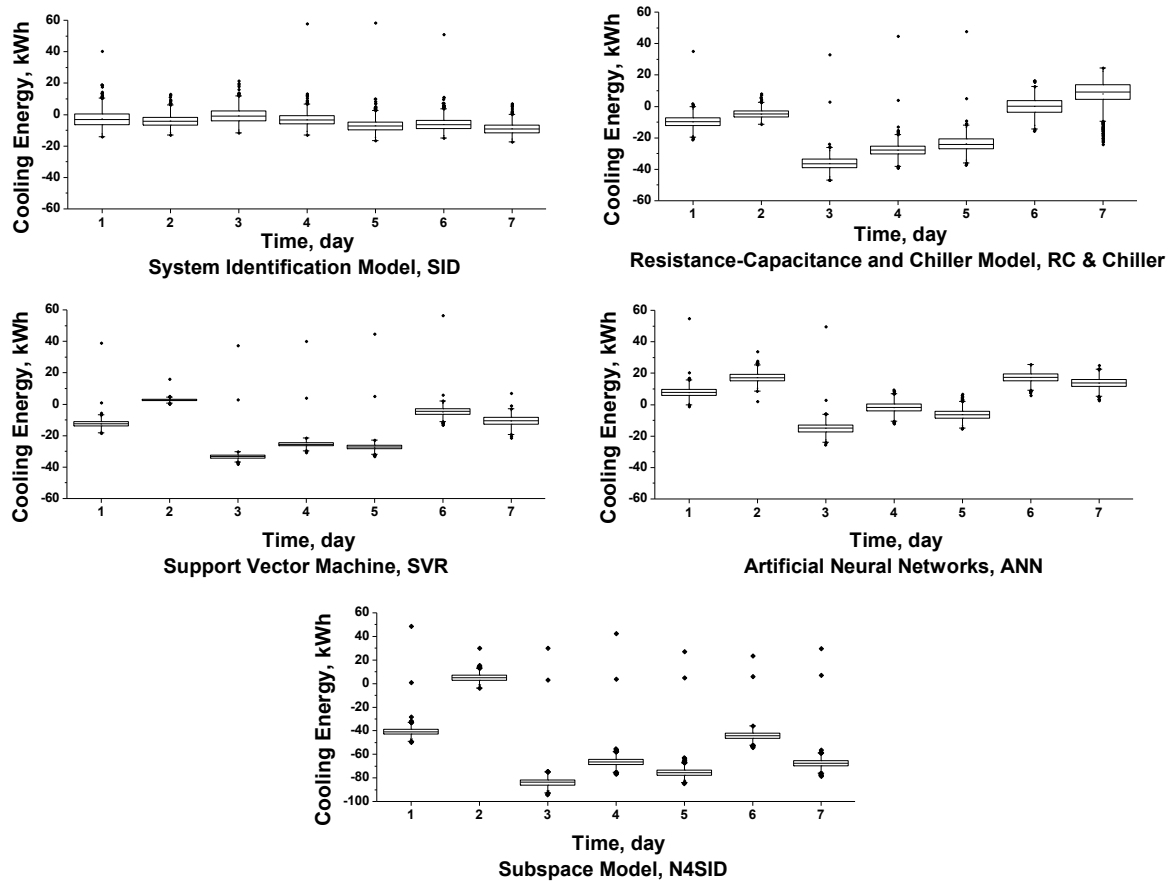 Cooling Energy, kWh
60
40
20
0
-20
-40
-60
1 2 3 4 5 6 7
Time, day
System Identification Model, SID
Cooling Energy, kWh
60
40
20
0
-20
-40
-60
1 2 3 4 5 6 7
Time, day
Resistance-Capacitance and Chiller Model, RC & Chiller
Cooling Energy, kWh
60
40
20
0
-20
-40
-60
1 2 3 4 5 6 7
Time, day
Support Vector Machine, SVR
Cooling Energy, kWh
60
40
20
0
-20
-40
-60
1 2 3 4 5 6 7
Time, day
Artificial Neural Networks, ANN
Cooling Energy, kWh
60
40
20
0
-20
-40
-60
-80
-100
1 2 3 4 5 6 7
Time, day
Subspace Model, N4SID